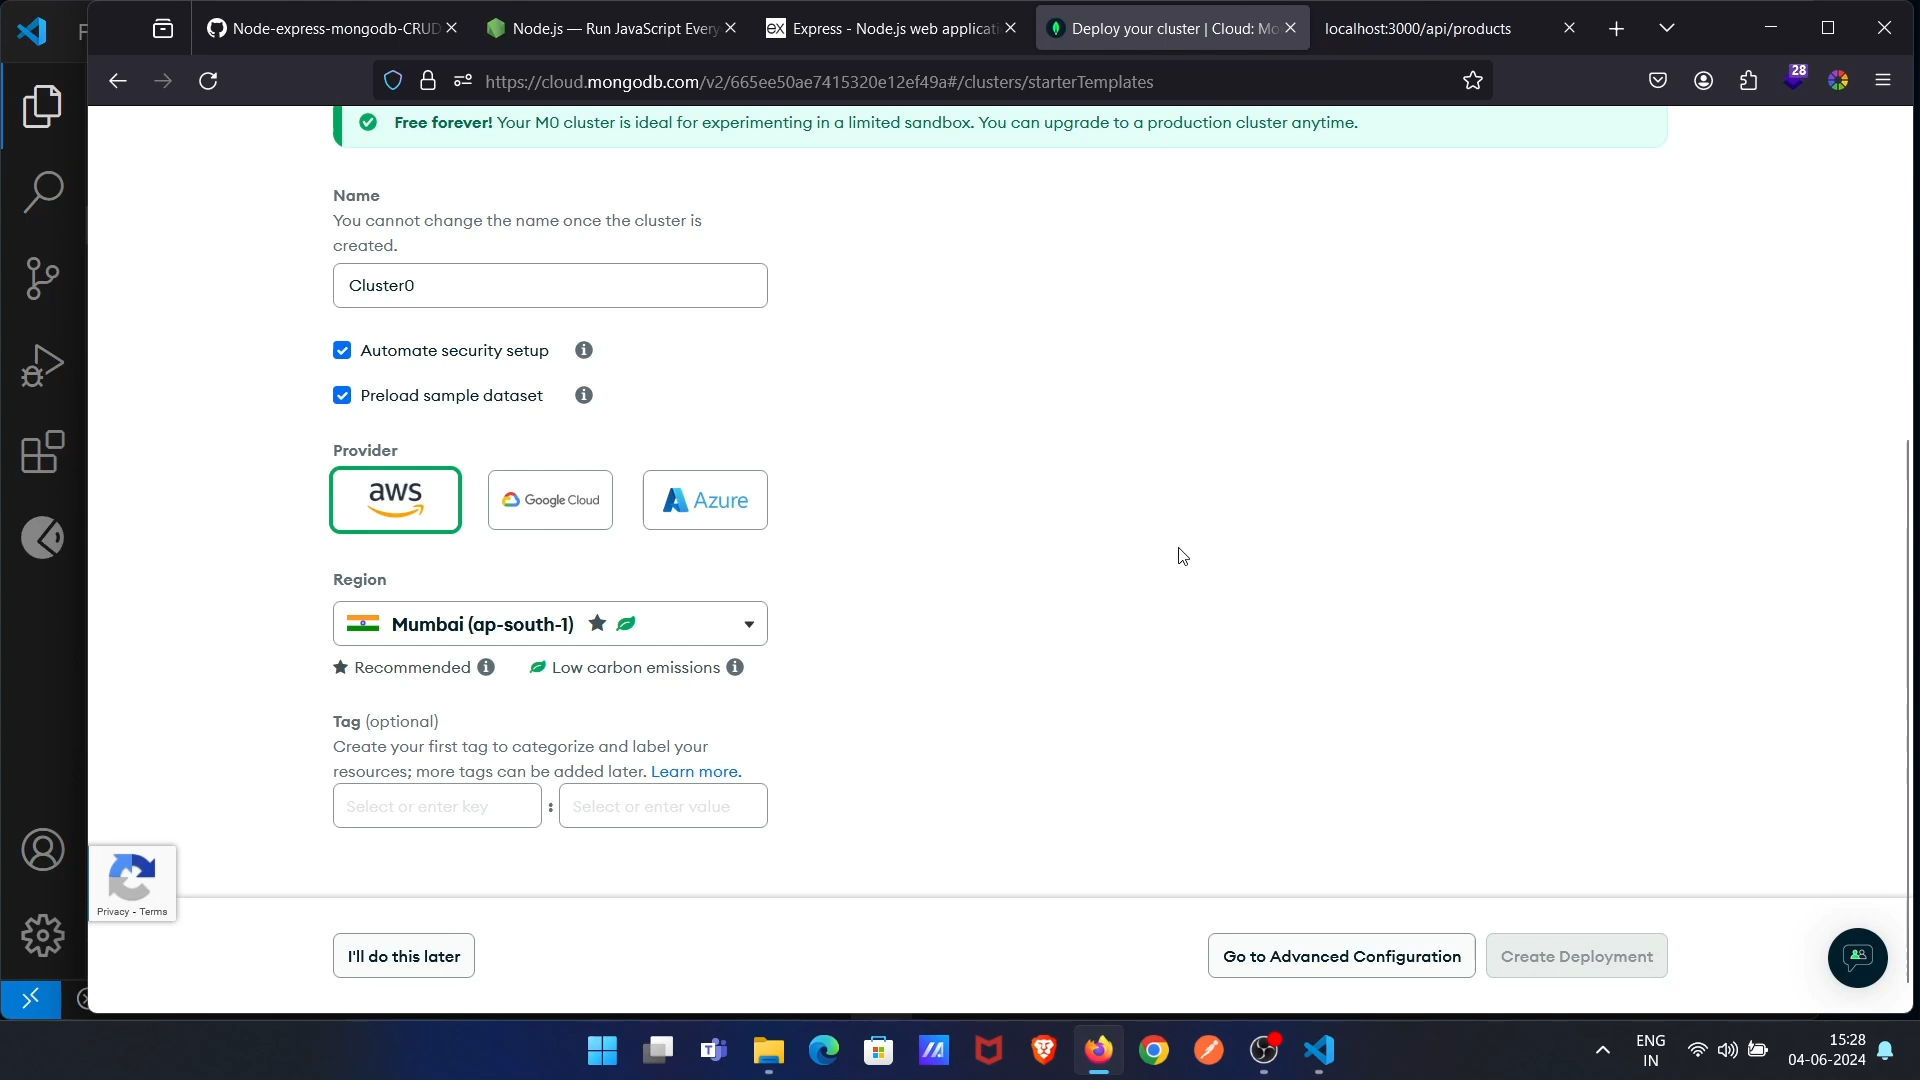 Node-express-mongodb-CRUD
Node.js — Run JavaScript Every
EX
Express - Node.js web applicati
Deploy your cluster | Cloud: Mo
localhost:3000/api/products
F
https://cloud.mongodb.com/v2/665ee50ae7415320e12ef49a#/clusters/starterTemplates
28
Free forever! Your M0 cluster is ideal for experimenting in a limited sandbox. You can upgrade to a production cluster anytime.
Name
You cannot change the name once the cluster is
created.
Cluster0
Automate security setup
Preload sample dataset
Provider
aws
Google Cloud
Azure
Region
Mumbai (ap-south-1)
Recommended
Low carbon emissions
Tag (optional)
Create your first tag to categorize and label your
resources; more tags can be added later. Learn more.
Select or enter key
:
Select or enter value
Privacy - Terms
I'll do this later
Go to Advanced Configuration
Create Deployment
ENG
IN
15:28
04-06-2024